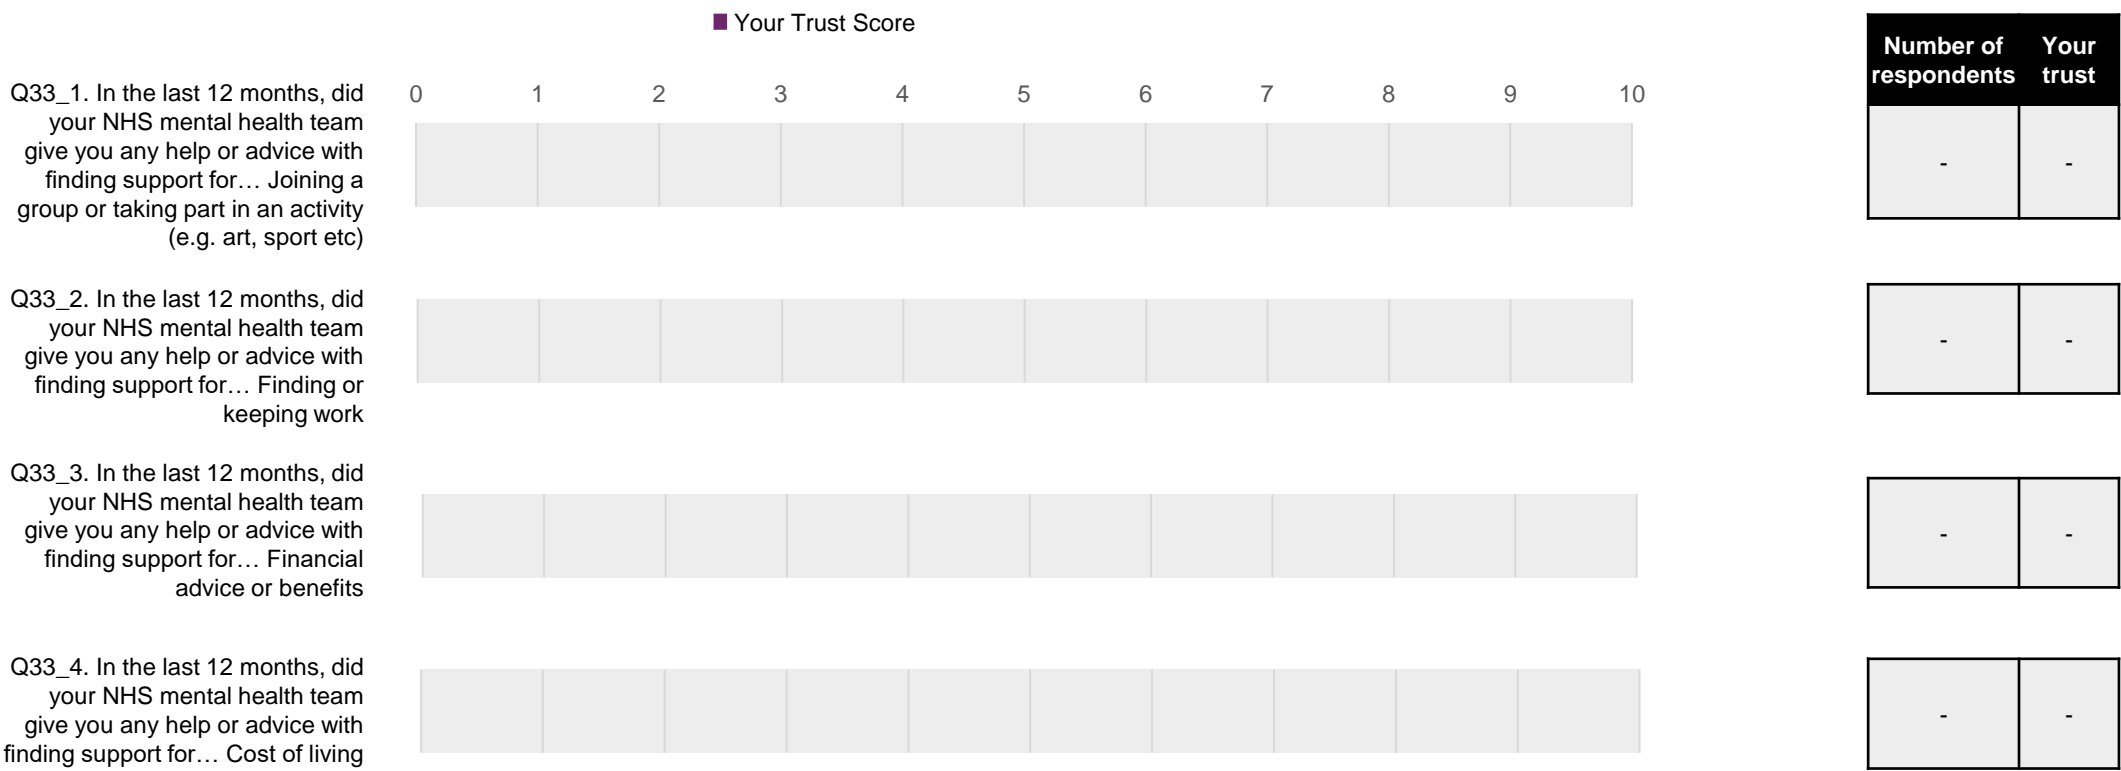 Your Trust Score
Number of Your
respondents trust
0 1 2 3 4 5 6 7 8 9 10
Q33_1. In the last 12 months, did
your NHS mental health team
give you any help or advice with
finding support for… Joining a
group or taking part in an activity
(e.g. art, sport etc)
- -
Q33_2. In the last 12 months, did
your NHS mental health team
give you any help or advice with
finding support for… Finding or
keeping work
- -
Q33_3. In the last 12 months, did
your NHS mental health team
give you any help or advice with
finding support for… Financial
advice or benefits
- -
Q33_4. In the last 12 months, did
your NHS mental health team
give you any help or advice with
finding support for… Cost of living
- -